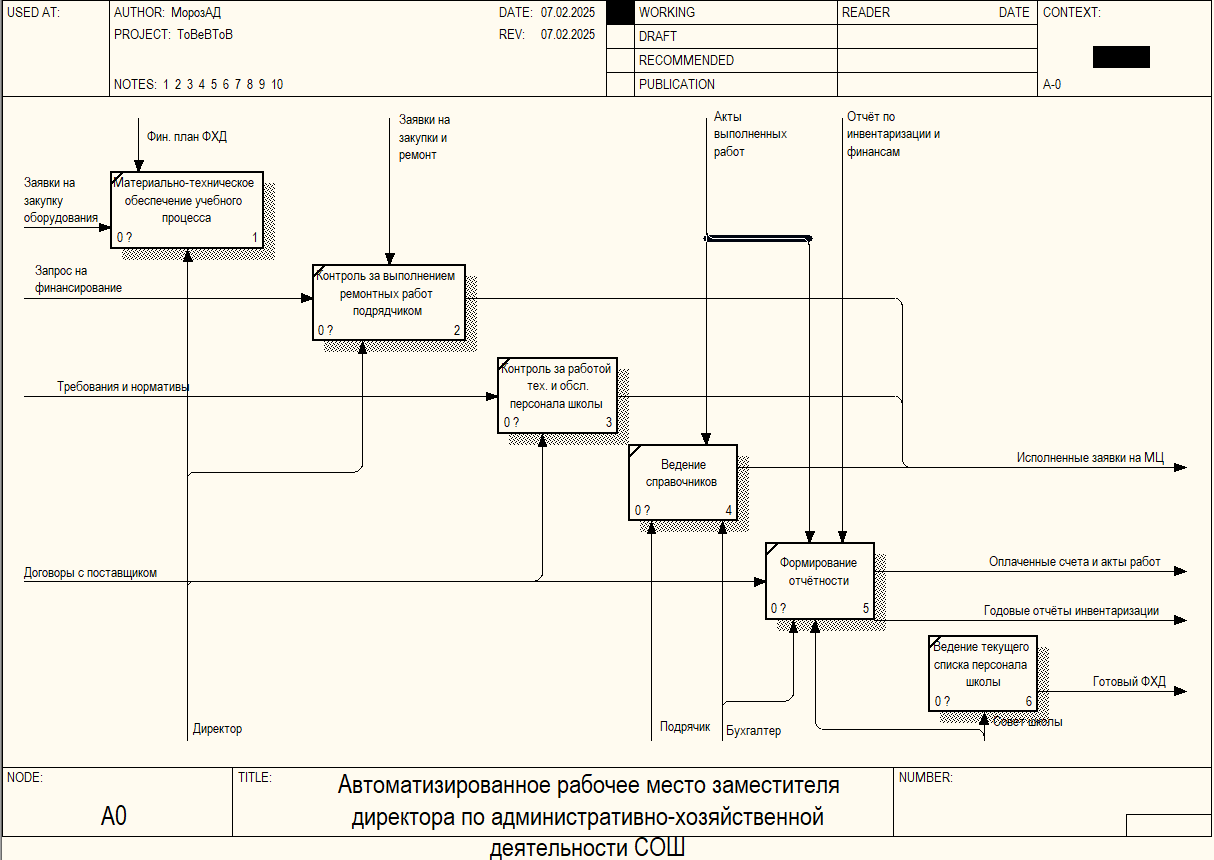 USED AT:
AUTHOR: МорозАД
DATE: 07.02.2025
PROJECT: ТоВеВТоВ
REV: 07.02.2025
NOTES: 1 2 3 4 5 6 7 8 9 10
WORKING
DRAFT
RECOMMENDED
PUBLICATION
READER
DATE
CONTEXT:
A-0
Фин. план ФХД
Заявки на
закупки и
ремонт
Акты
выполненных
работ
Отчёт по
инвентаризации и
финансам
Заявки на
закупку
оборудования
Материально-техническое
обеспечение учебного
процесса
0 ?
1
Запрос на
финансирование
Контроль за выполнением
ремонтных работ
подрядчиком
0 ?
2
Требования и нормативы
Контроль за работой
тех. и обсл.
персонала школы
0 ?
3
Ведение
справочников
0 ?
4
Исполненные заявки на МЦ
Договоры с поставщиком
Формирование
отчётности
0 ?
5
Оплаченные счета и акты работ
Годовые отчёты инвентаризации
Ведение текущего
списка персонала
школы
0 ?
6
Готовый ФХД
Директор
Подрячик
Бухгалтер
Совет школы
NODE:
A0
TITLE:
Автоматизированное рабочее место заместителя
директора по административно-хозяйственной
деятельности СОШ
NUMBER: